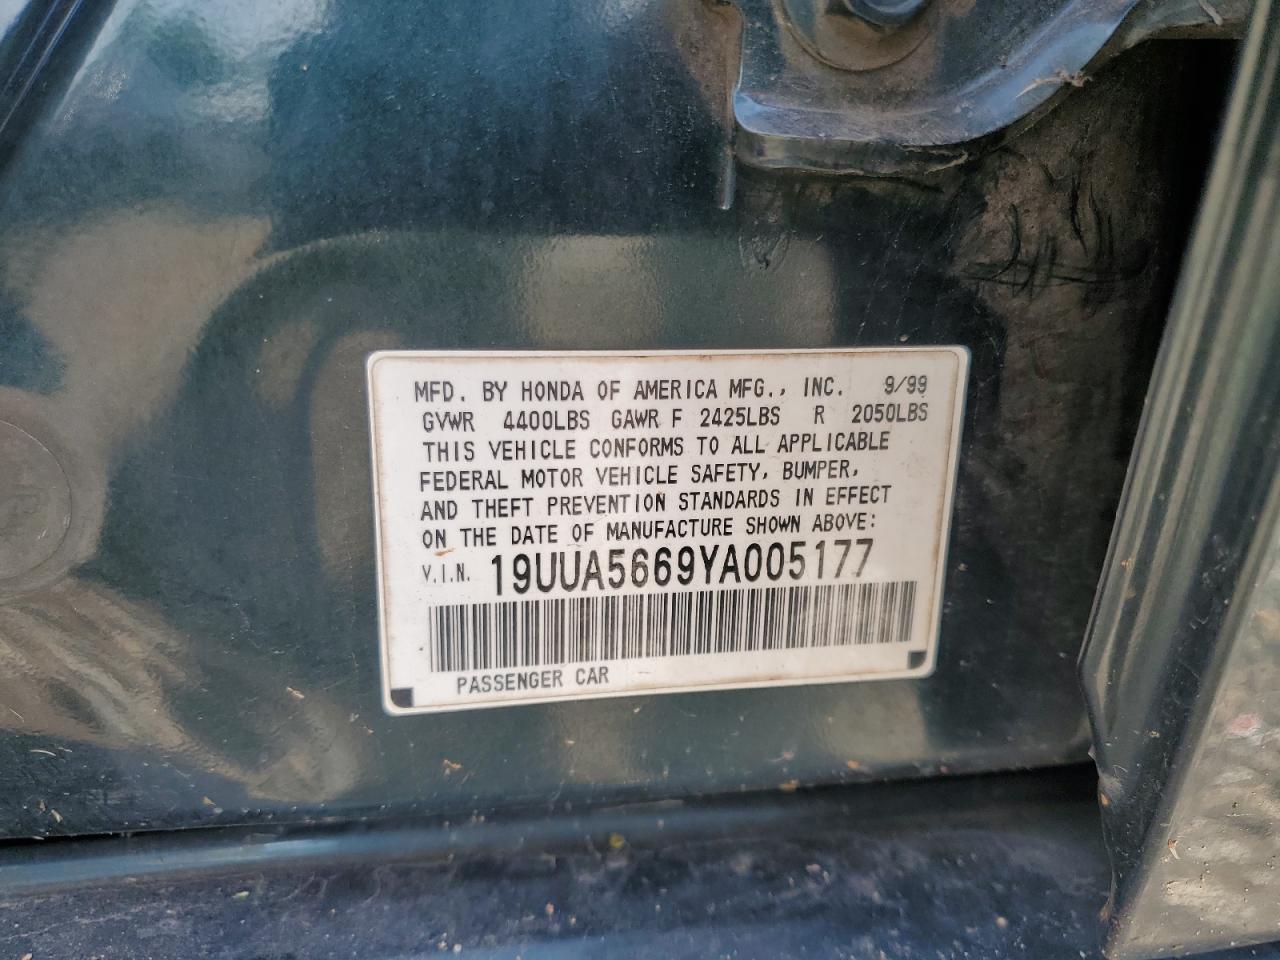 MFD. BY HONDA OF AMERICA MFG., INC. 9/99
GVWR 4400LBS GAWR F 2425LBS R 2050LBS
THIS VEHICLE CONFORMS TO ALL APPLICABLE
FEDERAL MOTOR VEHICLE SAFETY, BUMPER,
AND THEFT PREVENTION STANDARDS IN EFFECT
ON THE DATE OF MANUFACTURE SHOWN ABOVE:
V.I.N. 19UUA5669YA005177
PASSENGER CAR